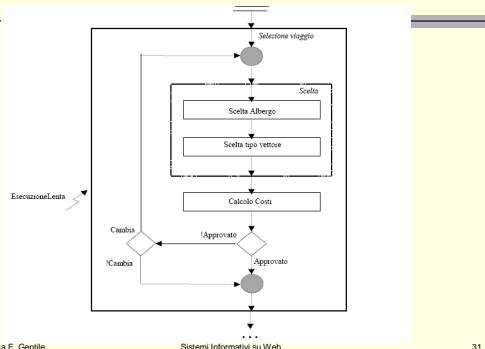 Selezione viaggio
Scelta
Scelta Albergo
Scelta tipo vettore
EsecuzioneLenta
Calcolo Costi
Cambia
!Approvato
!Cambia
Approvato
. . .
sa F. Gentile
Sistemi Informativi su Web
31